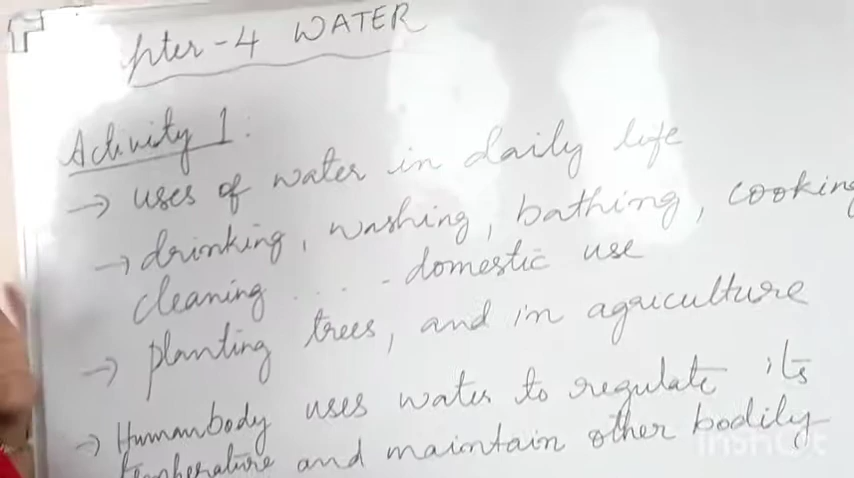 pter - 4 WATER
Activity 1:
→ uses of water in daily life
→ drinking, washing, bathing, cooking
cleaning . . . . - domestic use
→ planting trees, and in agriculture
→ Human body uses water to regulate its
temperature and maintain other bodily
InShOt